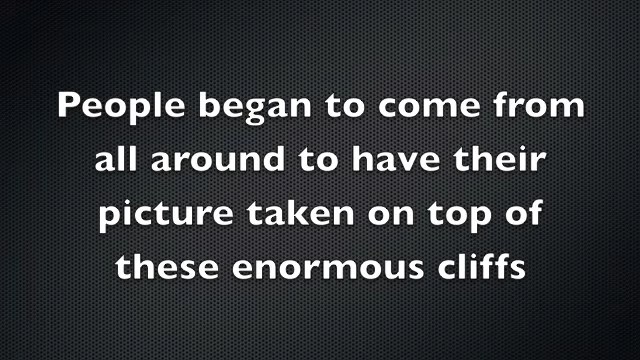 People began to come from
all around to have their
picture taken on top of
these enormous cliffs